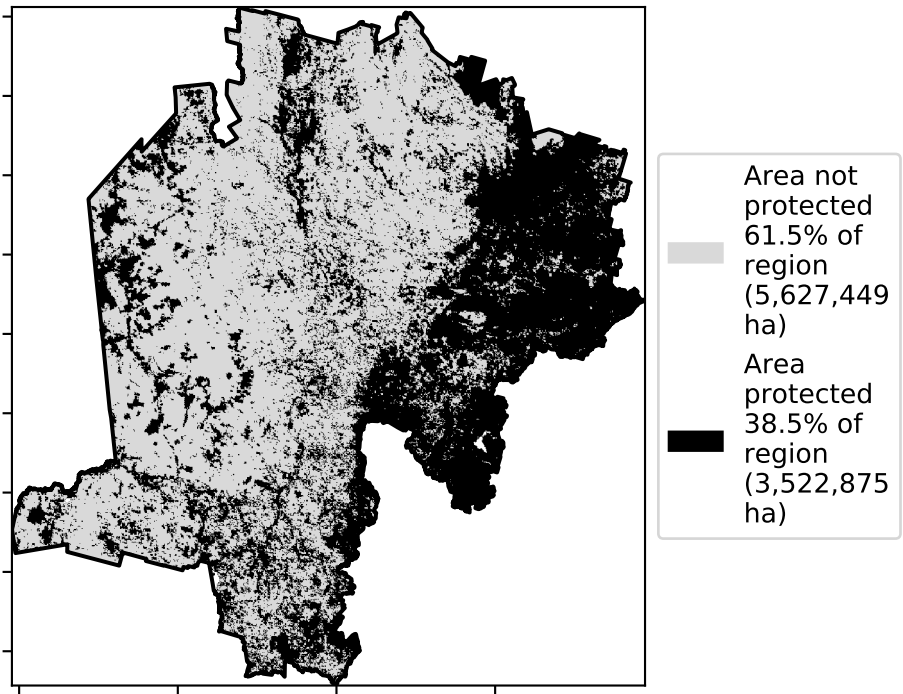 Area not
protected
61.5% of
region
(5,627,449
ha)
Area
protected
38.5% of
region
(3,522,875
ha)